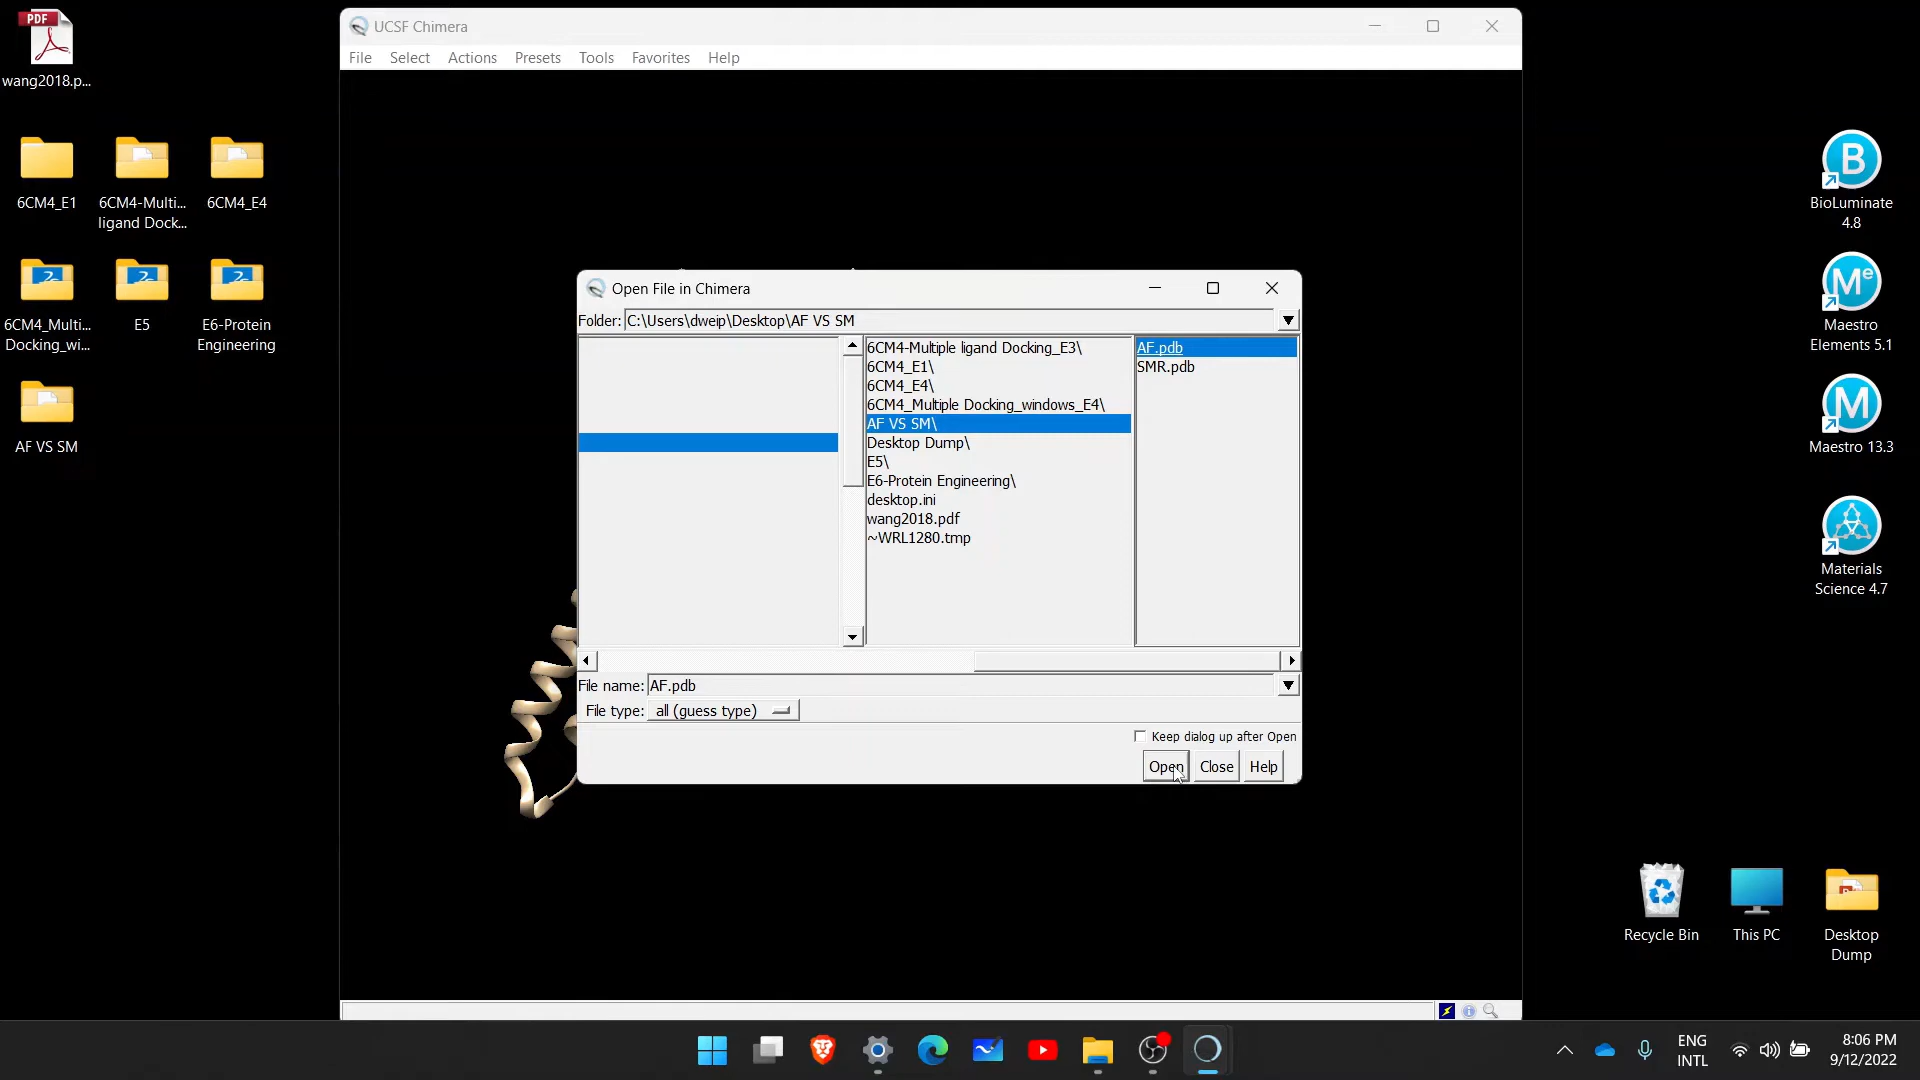 PDF
wang2018.p...
6CM4_E1
6CM4-Multi...
ligand Dock...
6CM4_E4
6CM4_Multi...
Docking_wi...
E5
E6-Protein
Engineering
AF VS SM
UCSF Chimera
File Select Actions Presets Tools Favorites Help
Open File in Chimera
Folder: C:\Users\dweip\Desktop\AF VS SM
6CM4-Multiple ligand Docking_E3\
6CM4_E1\
6CM4_E4\
6CM4_Multiple Docking_windows_E4\
AF VS SM\
Desktop Dump\
E5\
E6-Protein Engineering\
desktop.ini
wang2018.pdf
~WRL1280.tmp
AF.pdb
SMR.pdb
File name: AF.pdb
File type: all (guess type)
Keep dialog up after Open
Open Close Help
B
BioLuminate
4.8
Me
Maestro
Elements 5.1
M
Maestro 13.3
Materials
Science 4.7
Recycle Bin
This PC
Desktop
Dump
ENG
INTL
8:06 PM
9/12/2022